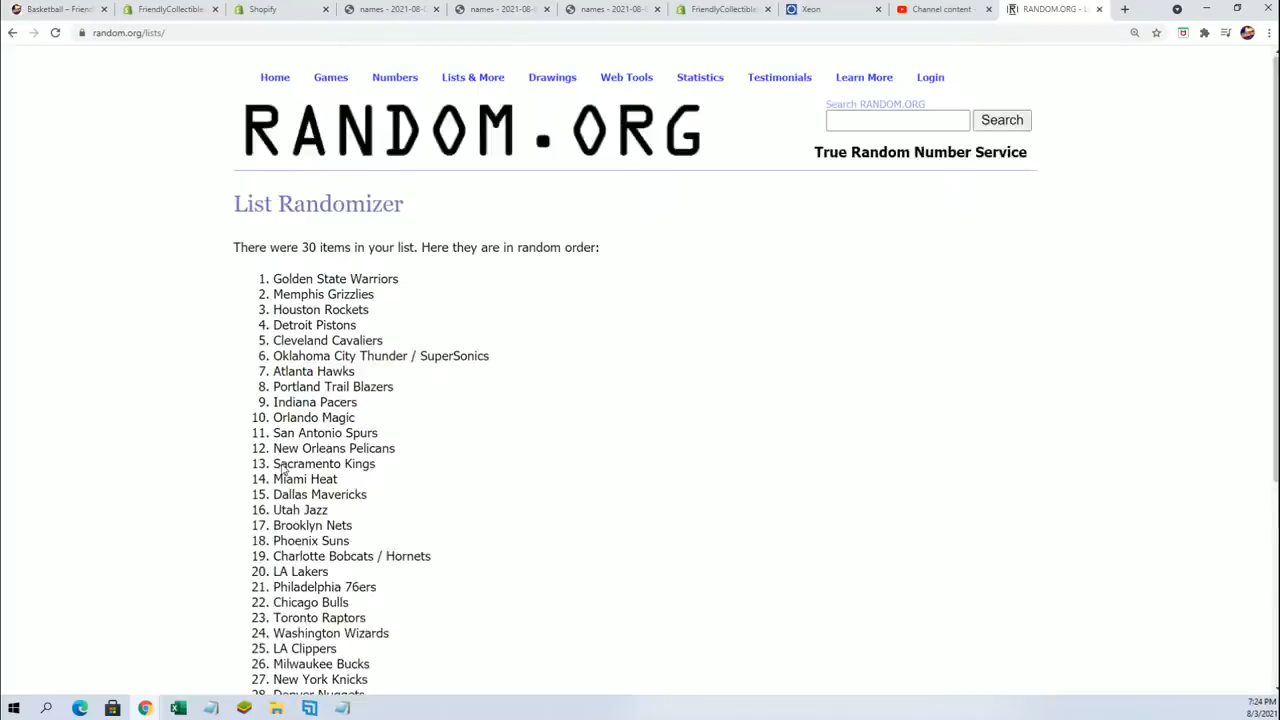 Basketball – Friend
FriendlyCollectible
Shopify
names - 2021-08-
names - 2021-08-
names - 2021-08-
FriendlyCollectible
Xeon
Channel content -
RANDOM.ORG - L
random.org/lists/
Home Games Numbers Lists & More Drawings Web Tools Statistics Testimonials Learn More Login
RANDOM.ORG
Search RANDOM.ORG
Search
True Random Number Service
List Randomizer
There were 30 items in your list. Here they are in random order:
1. Golden State Warriors
2. Memphis Grizzlies
3. Houston Rockets
4. Detroit Pistons
5. Cleveland Cavaliers
6. Oklahoma City Thunder / SuperSonics
7. Atlanta Hawks
8. Portland Trail Blazers
9. Indiana Pacers
10. Orlando Magic
11. San Antonio Spurs
12. New Orleans Pelicans
13. Sacramento Kings
14. Miami Heat
15. Dallas Mavericks
16. Utah Jazz
17. Brooklyn Nets
18. Phoenix Suns
19. Charlotte Bobcats / Hornets
20. LA Lakers
21. Philadelphia 76ers
22. Chicago Bulls
23. Toronto Raptors
24. Washington Wizards
25. LA Clippers
26. Milwaukee Bucks
27. New York Knicks
28. Denver Nuggets
7:24 PM
8/3/2021